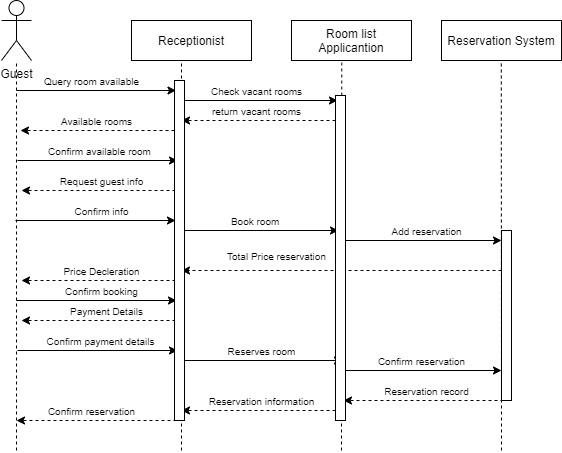 Receptionist
Room list
Applicantion
Reservation System
Guest
Query room available
Check vacant rooms
return vacant rooms
Available rooms
Confirm available room
Request guest info
Confirm info
Book room
Add reservation
Total Price reservation
Price Decleration
Confirm booking
Payment Details
Confirm payment details
Reserves room
Confirm reservation
Reservation record
Reservation information
Confirm reservation